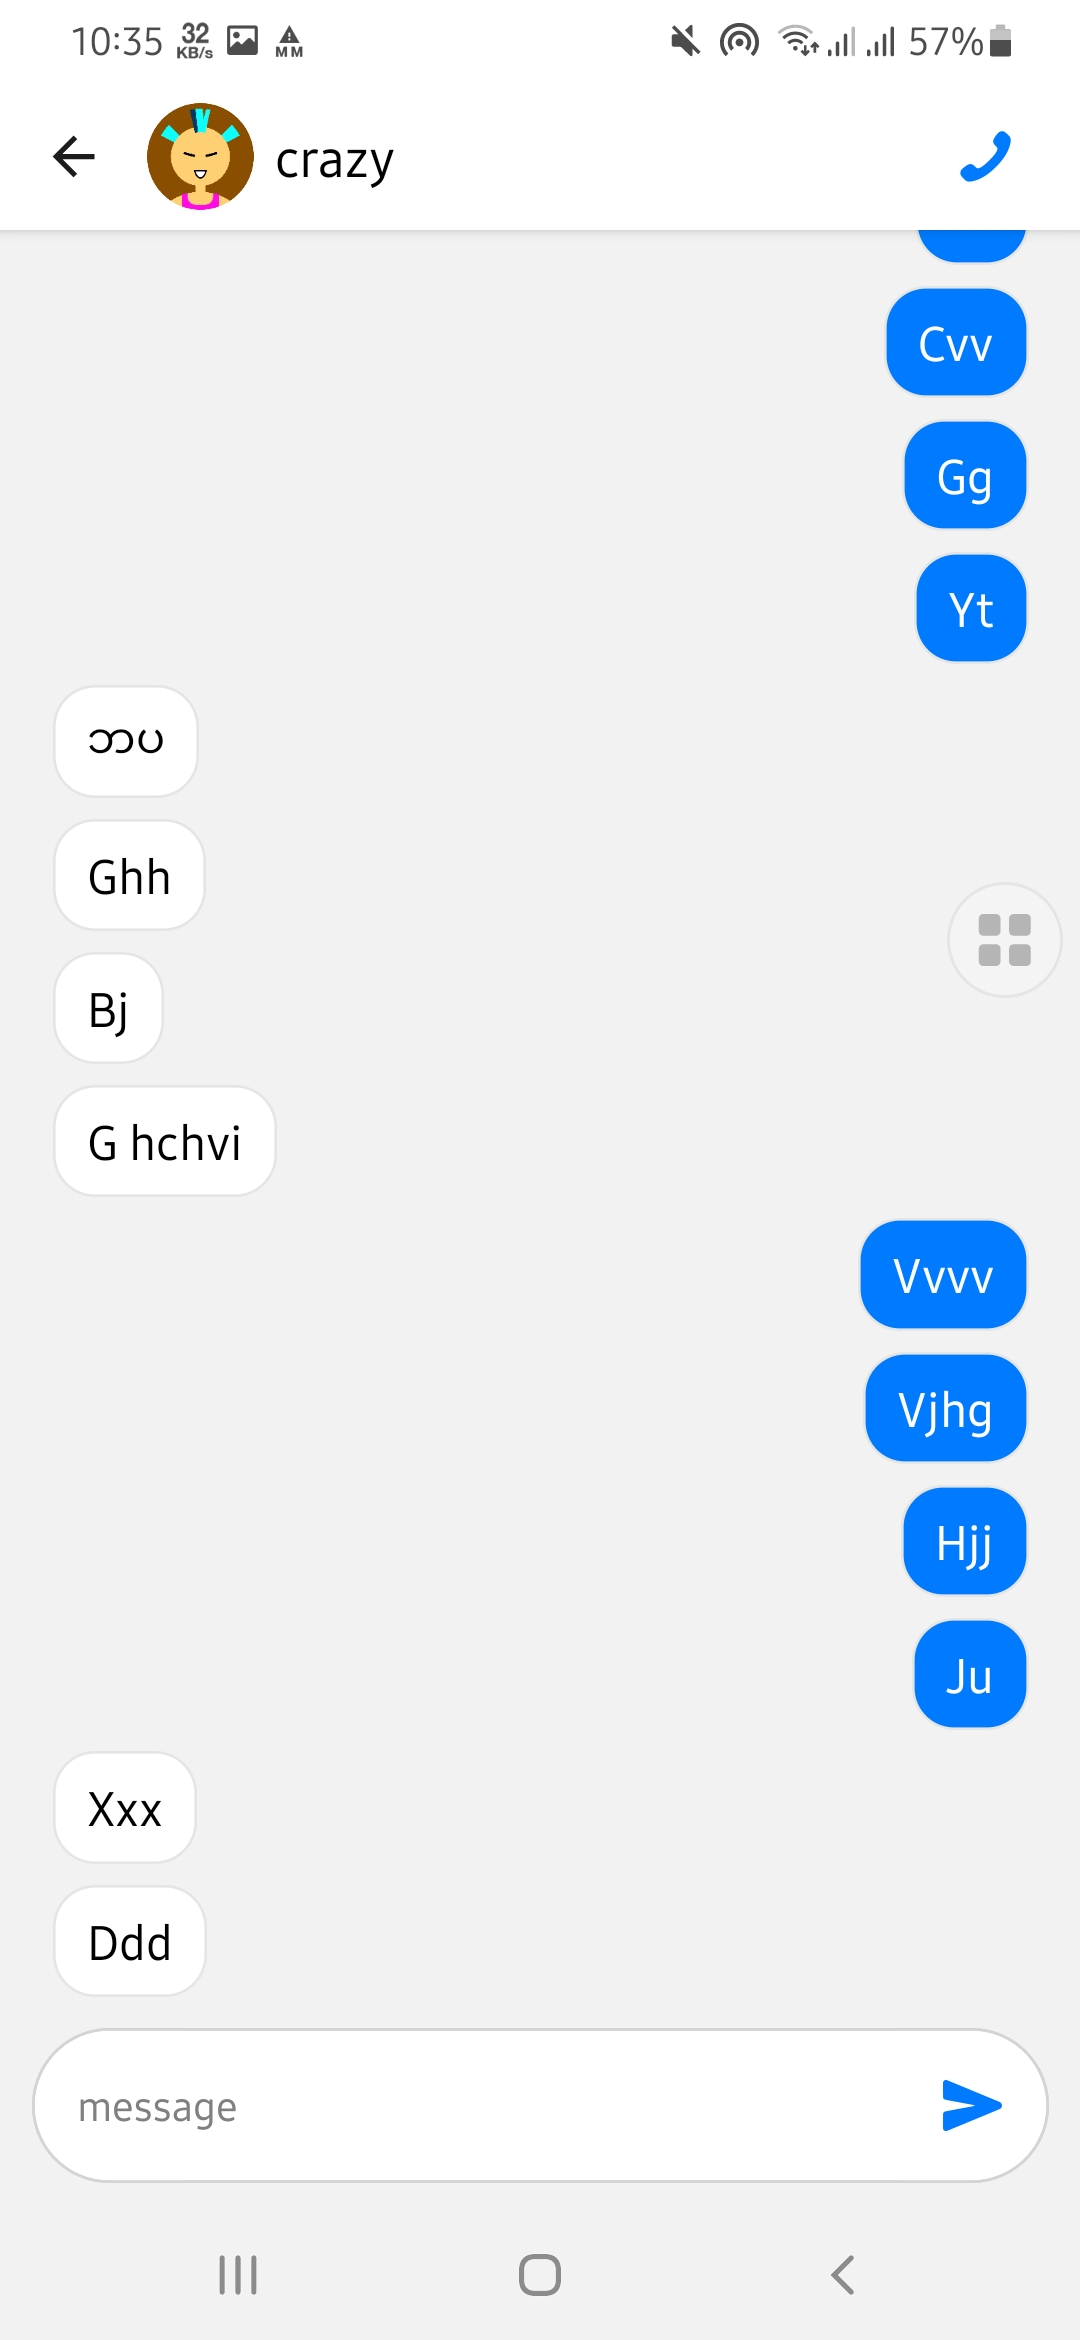 10:35 32 KB/s MM 57%
crazy
Cvv
Gg
Yt
ဘပ
Ghh
Bj
G hchvi
Vvvv
Vjhg
Hjj
Ju
Xxx
Ddd
message